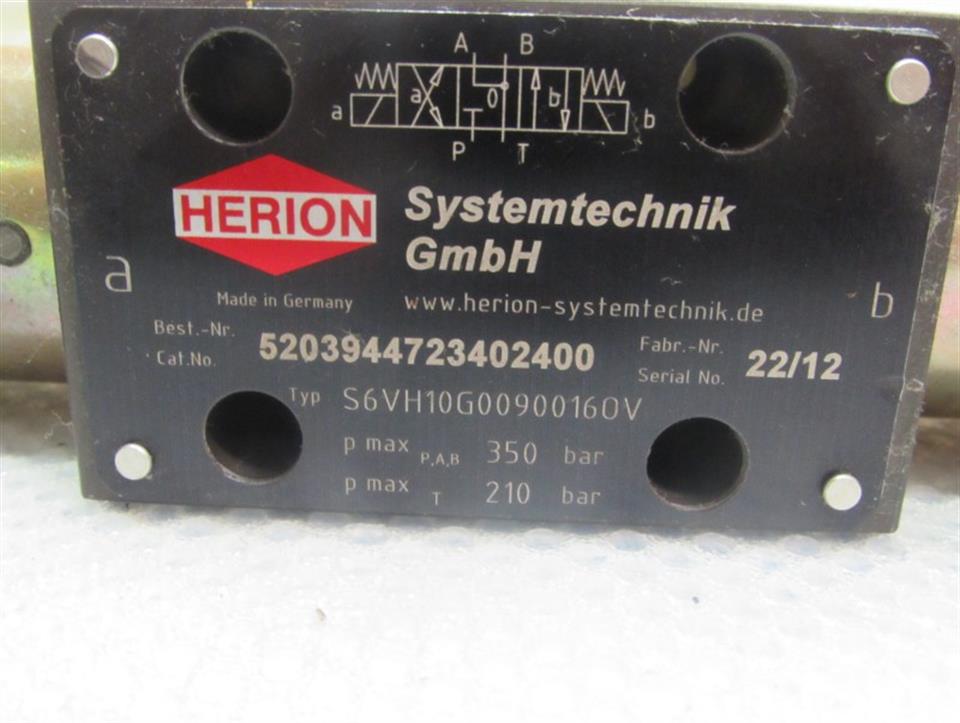 A B
a a 0 b b
P T
HERION Systemtechnik
GmbH
a b
Made in Germany www.herion-systemtechnik.de
Best.-Nr. Fabr.-Nr.
Cat.No. 5203944723402400 Serial No. 22/12
Typ S6VH10G0090016OV
p max P,A,B 350 bar
p max T 210 bar